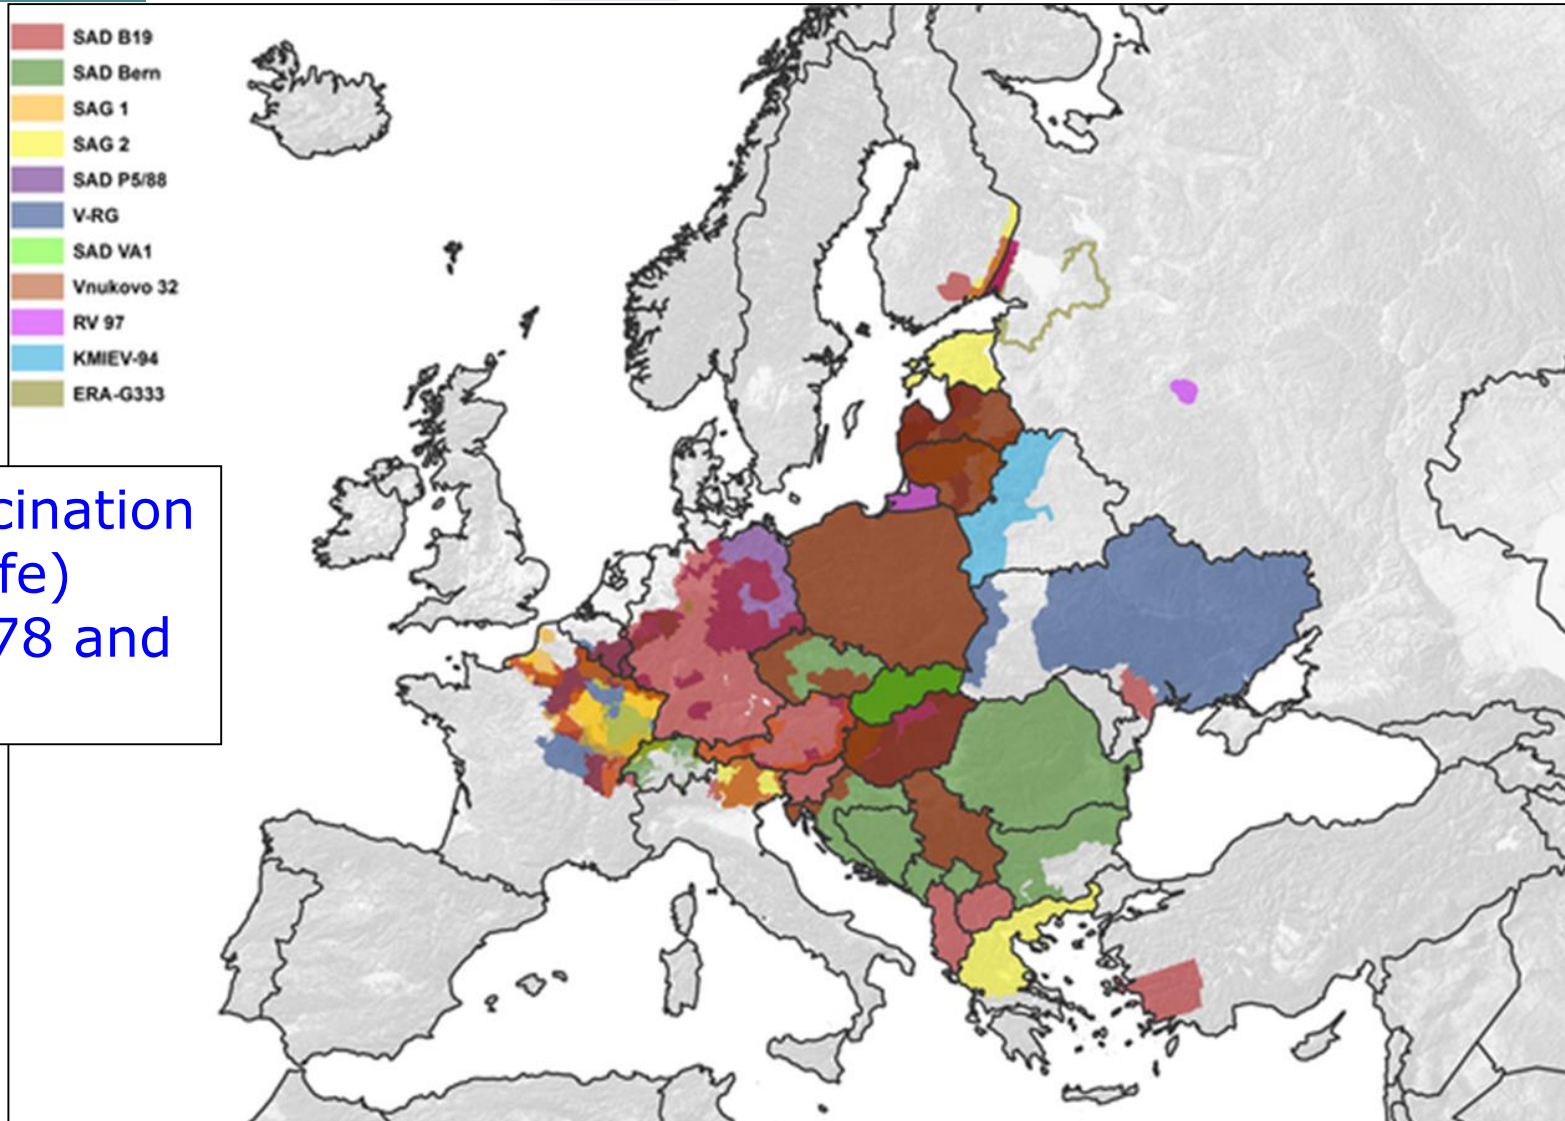 SAD B19
SAD Bern
SAG 1
SAG 2
SAD P5/88
V-RG
SAD VA1
Vnukovo 32
RV 97
KMIEV-94
ERA-G333
cination
fe)
78 and